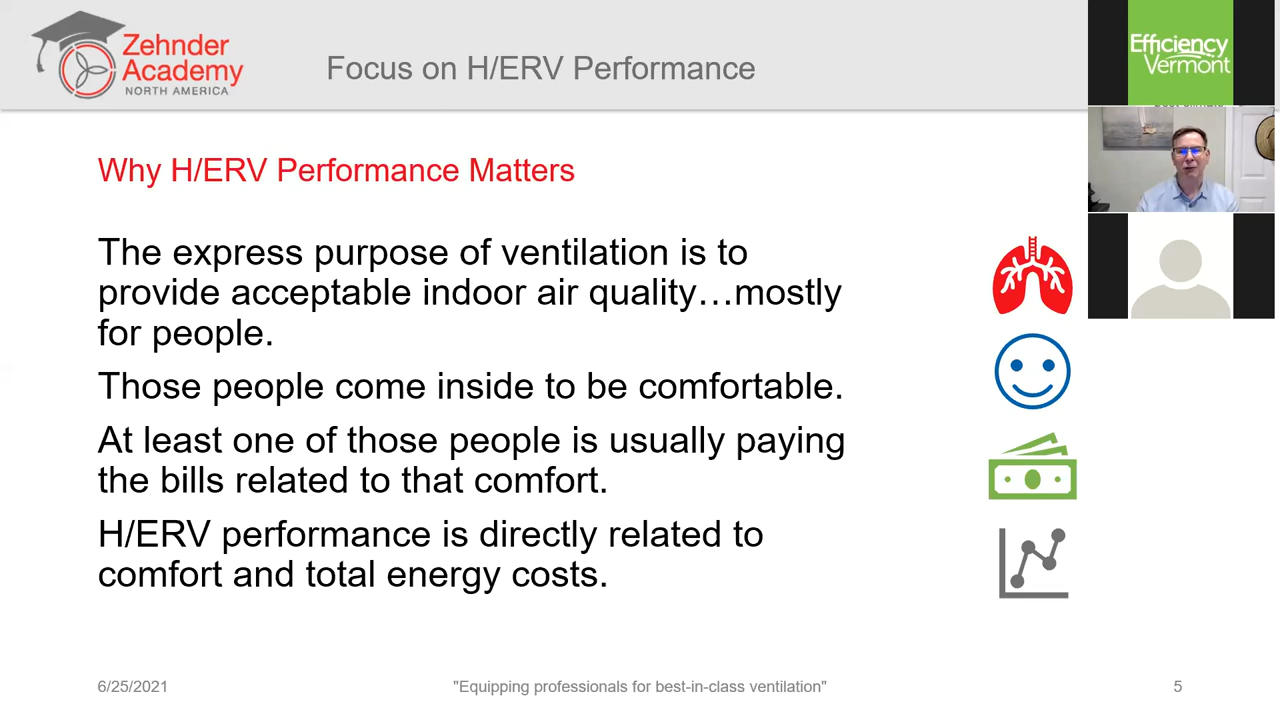 Zehnder
Academy
NORTH AMERICA
Focus on H/ERV Performance
Efficiency
Vermont
Why H/ERV Performance Matters
The express purpose of ventilation is to
provide acceptable indoor air quality…mostly
for people.
Those people come inside to be comfortable.
At least one of those people is usually paying
the bills related to that comfort.
H/ERV performance is directly related to
comfort and total energy costs.
6/25/2021
"Equipping professionals for best-in-class ventilation"
5